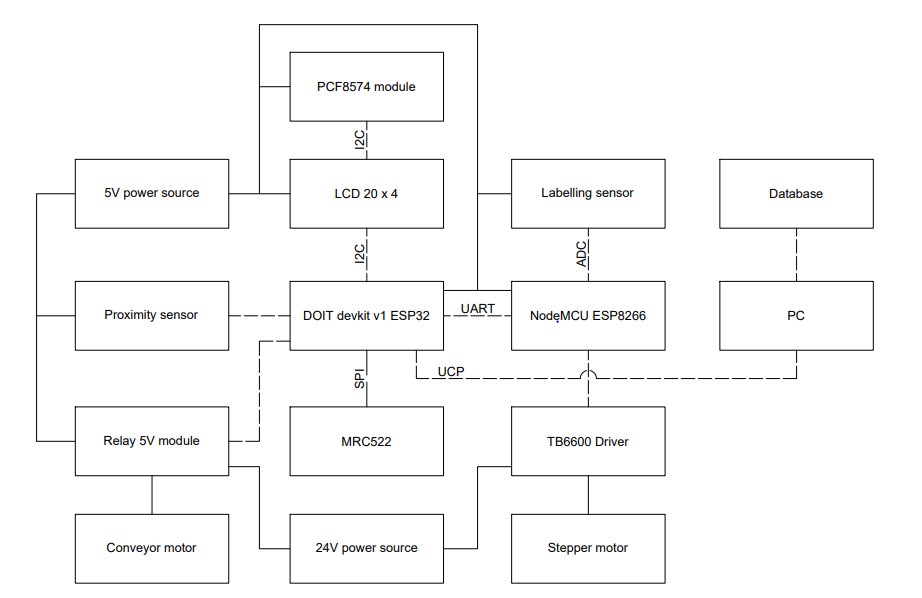 PCF8574 module
I2C
5V power source
LCD 20 x 4
Labelling sensor
Database
I2C
ADC
Proximity sensor
DOIT devkit v1 ESP32
UART
NodęMCU ESP8266
PC
SPI
UCP
Relay 5V module
MRC522
TB6600 Driver
Conveyor motor
24V power source
Stepper motor